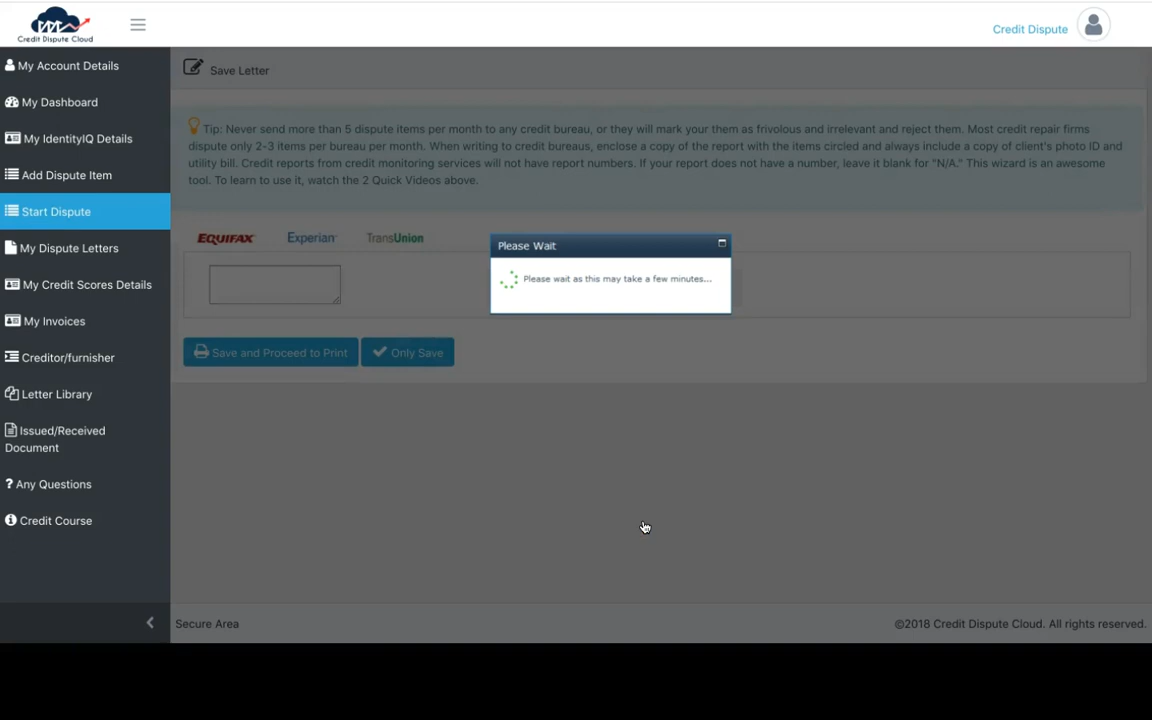 Credit Dispute Cloud
Credit Dispute
My Account Details
My Dashboard
My IdentityIQ Details
Add Dispute Item
Start Dispute
My Dispute Letters
My Credit Scores Details
My Invoices
Creditor/furnisher
Letter Library
Issued/Received
Document
? Any Questions
Credit Course
Save Letter
Tip: Never send more than 5 dispute items per month to any credit bureau, or they will mark your them as frivolous and irrelevant and reject them. Most credit repair firms
dispute only 2-3 items per bureau per month. When writing to credit bureaus, enclose a copy of the report with the items circled and always include a copy of client's photo ID and
utility bill. Credit reports from credit monitoring services will not have report numbers. If your report does not have a number, leave it blank for "N/A." This wizard is an awesome
tool. To learn to use it, watch the 2 Quick Videos above.
EQUIFAX Experian TransUnion
Please Wait
Please wait as this may take a few minutes...
Save and Proceed to Print Only Save
Secure Area
©2018 Credit Dispute Cloud. All rights reserved.